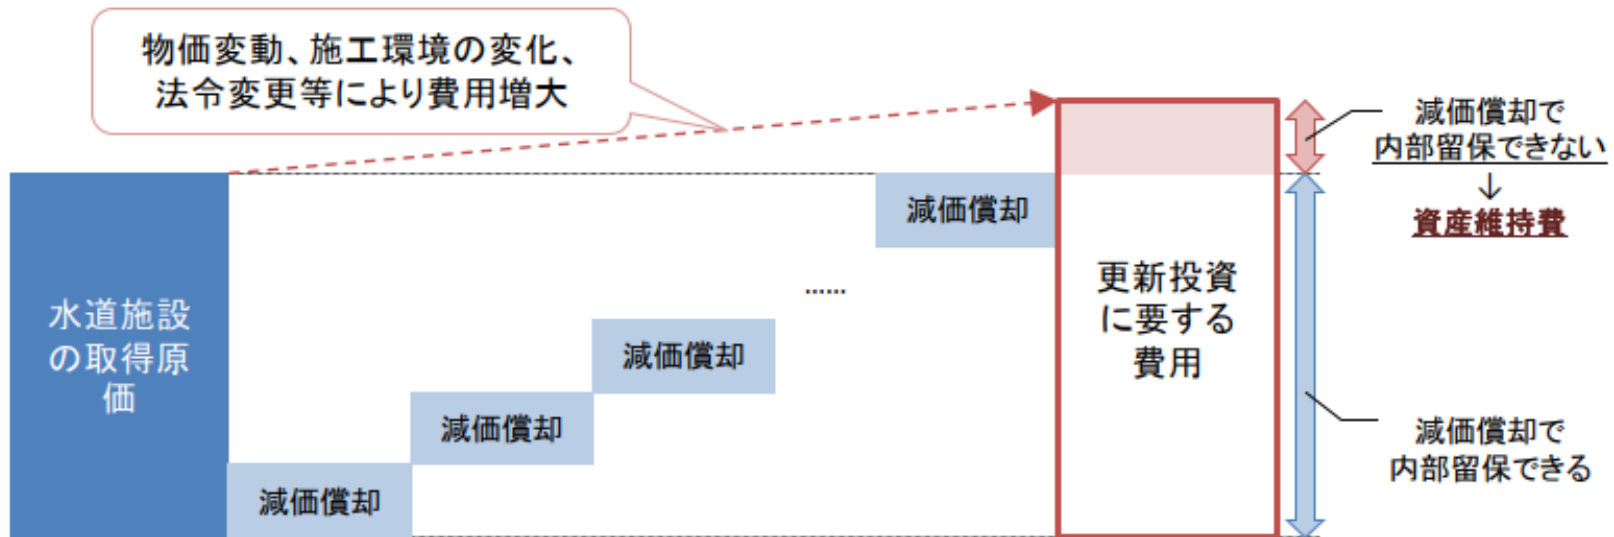 物価変動、施工環境の変化、
法令変更等により費用増大
減価償却で
内部留保できない
↓
資産維持費
減価償却
水道施設
の取得原
価
……
更新投資
に要する
費用
減価償却
減価償却
減価償却で
内部留保できる
減価償却